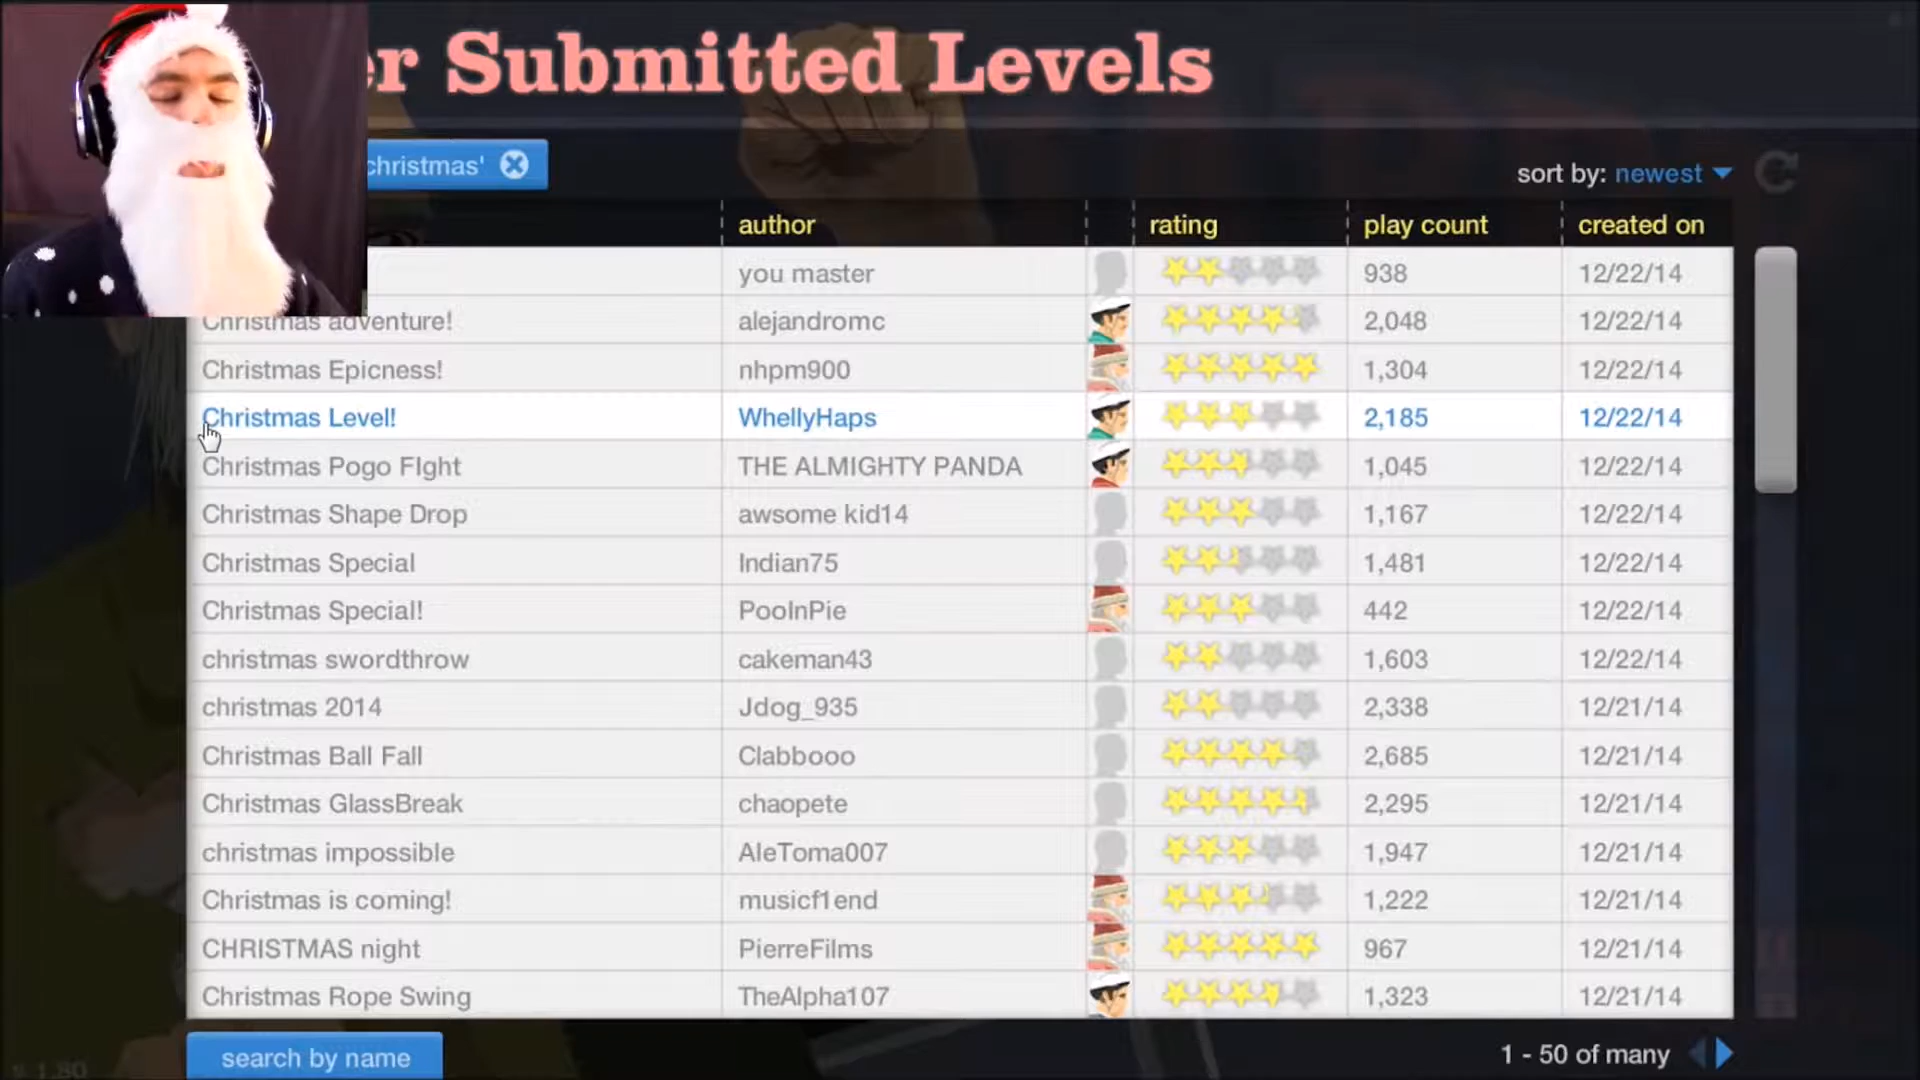 er Submitted Levels
christmas'
sort by: newest
author rating play count created on
you master 938 12/22/14
Christmas adventure! alejandromc 2,048 12/22/14
Christmas Epicness! nhpm900 1,304 12/22/14
Christmas Level! WhellyHaps 2,185 12/22/14
Christmas Pogo FIght THE ALMIGHTY PANDA 1,045 12/22/14
Christmas Shape Drop awsome kid14 1,167 12/22/14
Christmas Special Indian75 1,481 12/22/14
Christmas Special! PooInPie 442 12/22/14
christmas swordthrow cakeman43 1,603 12/22/14
christmas 2014 Jdog_935 2,338 12/21/14
Christmas Ball Fall Clabbooo 2,685 12/21/14
Christmas GlassBreak chaopete 2,295 12/21/14
christmas impossible AleToma007 1,947 12/21/14
Christmas is coming! musicf1end 1,222 12/21/14
CHRISTMAS night PierreFilms 967 12/21/14
Christmas Rope Swing TheAlpha107 1,323 12/21/14
search by name 1 - 50 of many